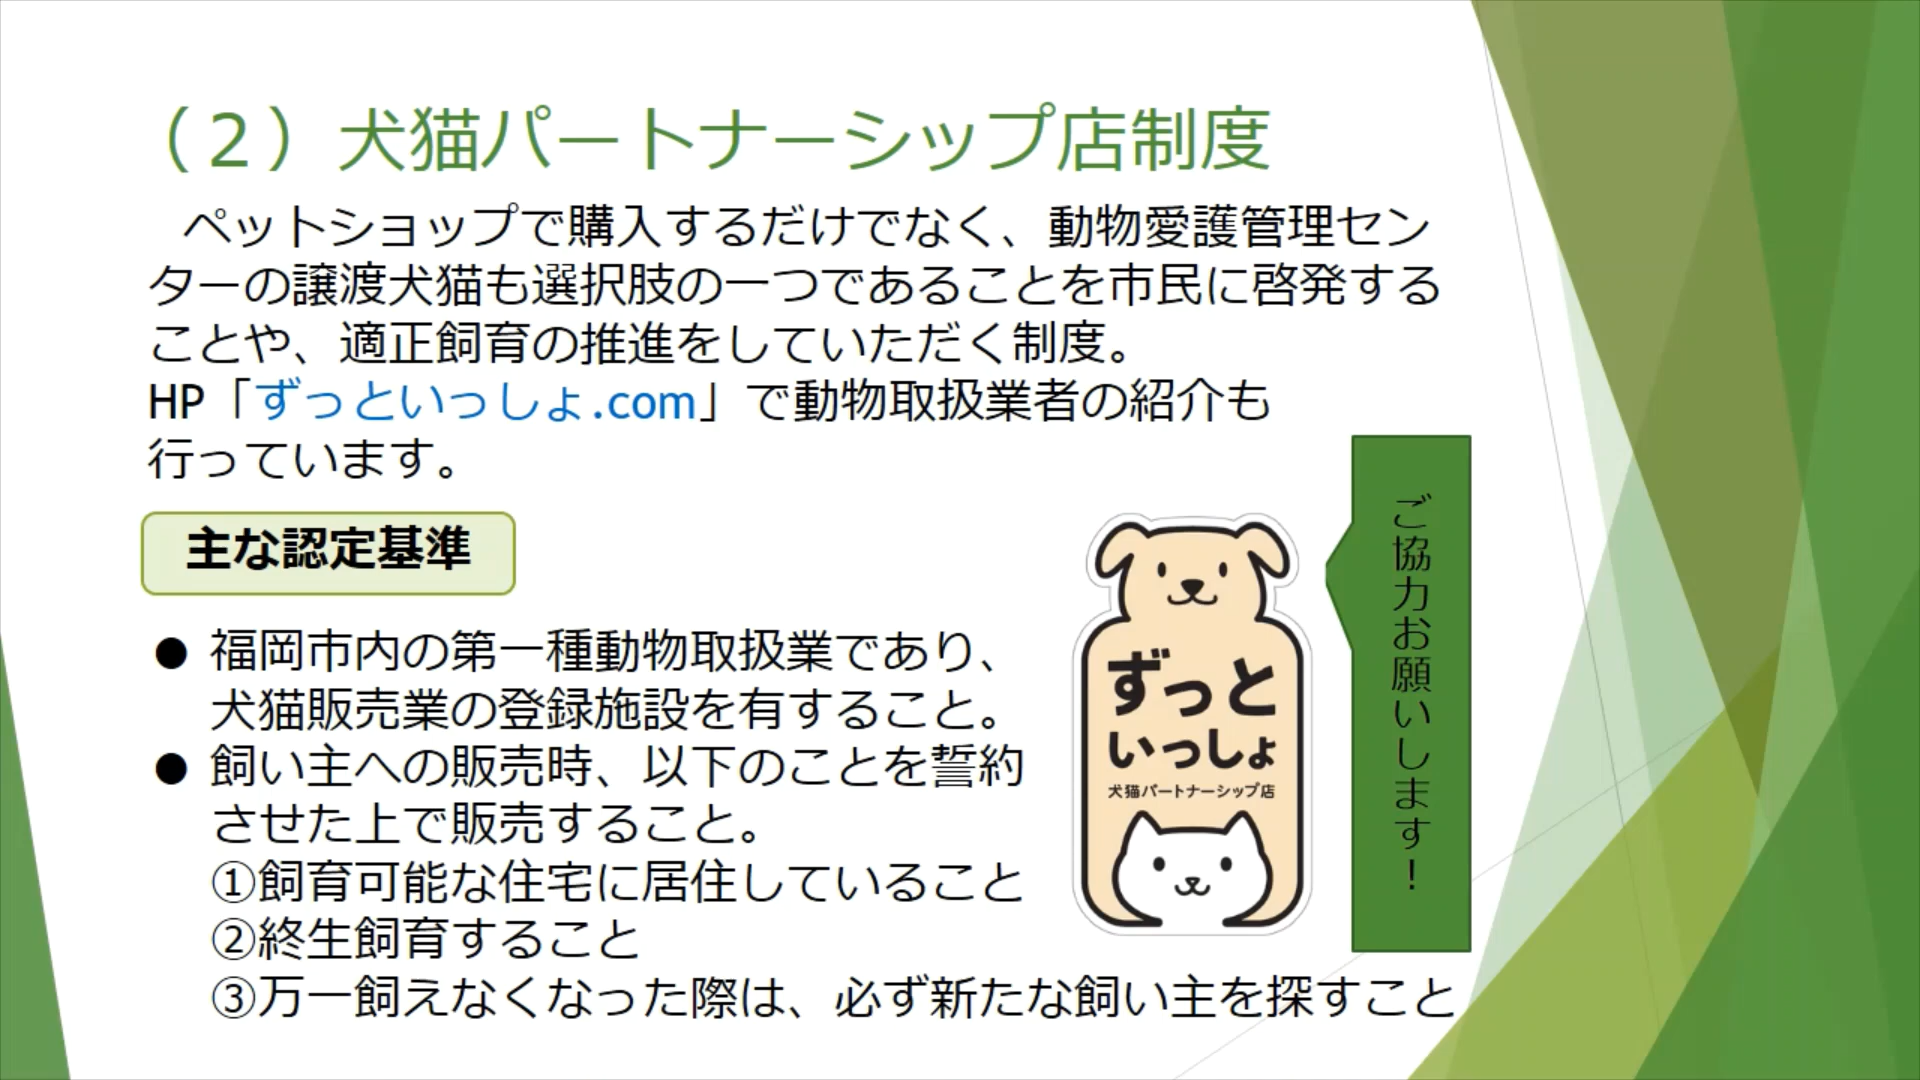 （２）犬猫パートナーシップ店制度
ペットショップで購入するだけでなく、動物愛護管理セン
ターの譲渡犬猫も選択肢の一つであることを市民に啓発する
ことや、適正飼育の推進をしていただく制度。
HP「ずっといっしょ.com」で動物取扱業者の紹介も
行っています。
主な認定基準
● 福岡市内の第一種動物取扱業であり、
犬猫販売業の登録施設を有すること。
● 飼い主への販売時、以下のことを誓約
させた上で販売すること。
①飼育可能な住宅に居住していること
②終生飼育すること
③万一飼えなくなった際は、必ず新たな飼い主を探すこと
ずっと
いっしょ
犬猫パートナーシップ店
ご協力お願いします！